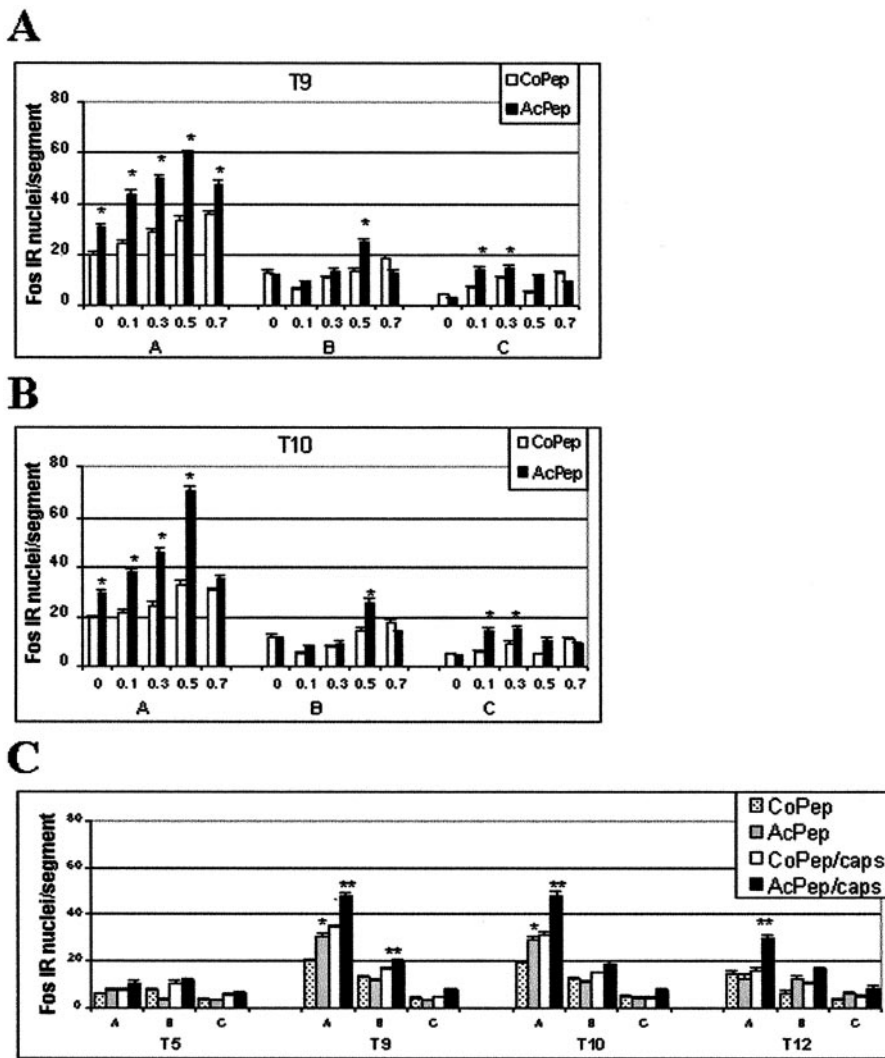 A
T9
CoPep
AcPep
Fos IR nuclei/segment
80
60
40
20
0
* * * * * * * *
0 0.1 0.3 0.5 0.7 0 0.1 0.3 0.5 0.7 0 0.1 0.3 0.5 0.7
A B C
B
T10
CoPep
AcPep
Fos IR nuclei/segment
80
60
40
20
0
* * * * * * *
0 0.1 0.3 0.5 0.7 0 0.1 0.3 0.5 0.7 0 0.1 0.3 0.5 0.7
A B C
C
CoPep
AcPep
CoPep/caps
AcPep/caps
Fos IR nuclei/segment
80
60
40
20
0
* ** ** * ** **
A B C A B C A B C A B C
T5 T9 T10 T12